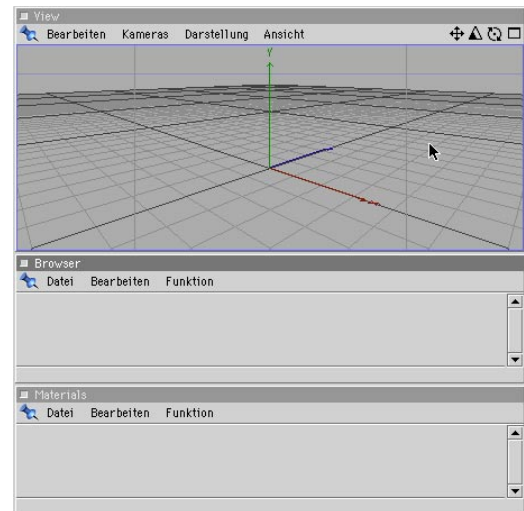 View
Bearbeiten Kameras Darstellung Ansicht
Y
Browser
Datei Bearbeiten Funktion
Materials
Datei Bearbeiten Funktion